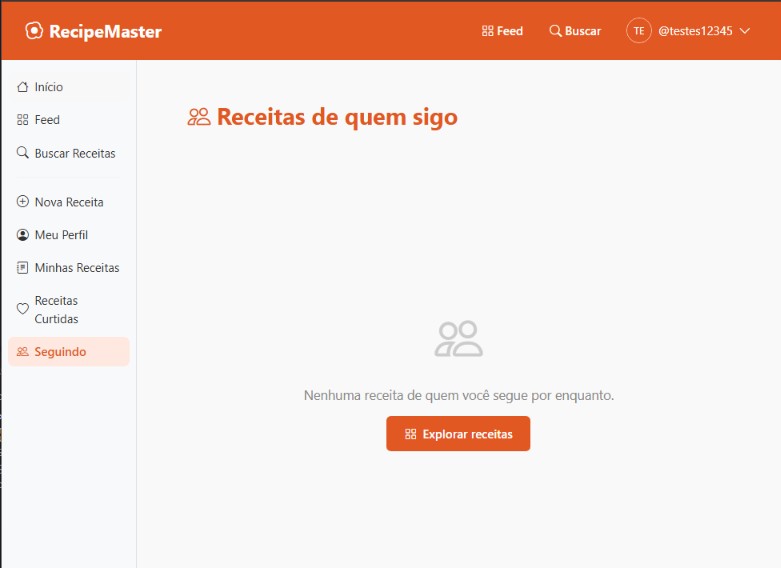 RecipeMaster
Feed
Buscar
TE
@testes12345
Início
Feed
Buscar Receitas
Nova Receita
Meu Perfil
Minhas Receitas
Receitas
Curtidas
Seguindo
Receitas de quem sigo
Nenhuma receita de quem você segue por enquanto.
Explorar receitas